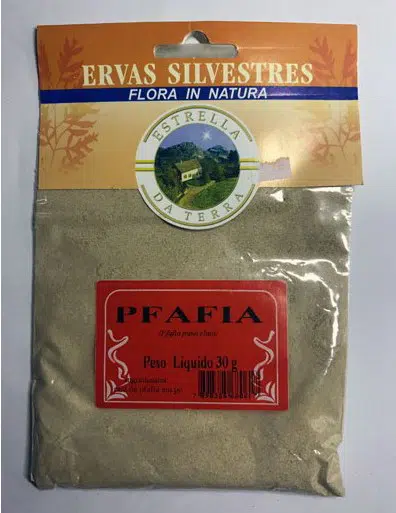 ERVAS SILVESTRES
FLORA IN NATURA
ESTRELLA
DA TERRA
PFAFIA
Peso Líquido 30 g